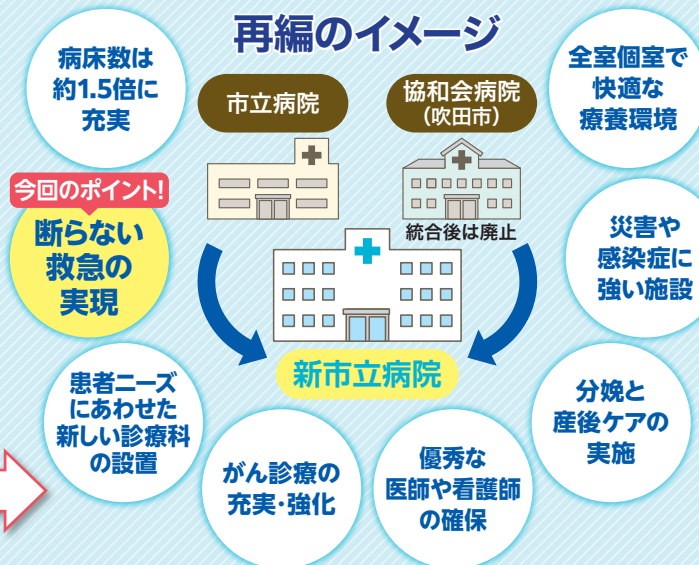 再編のイメージ
病床数は
約1.5倍に
充実
市立病院
協和会病院
(吹田市)
統合後は廃止
全室個室で
快適な
療養環境
今回のポイント!
断らない
救急の
実現
災害や
感染症に
強い施設
新市立病院
患者ニーズ
にあわせた
新しい診療科
の設置
がん診療の
充実・強化
優秀な
医師や看護師
の確保
分娩と
産後ケアの
実施